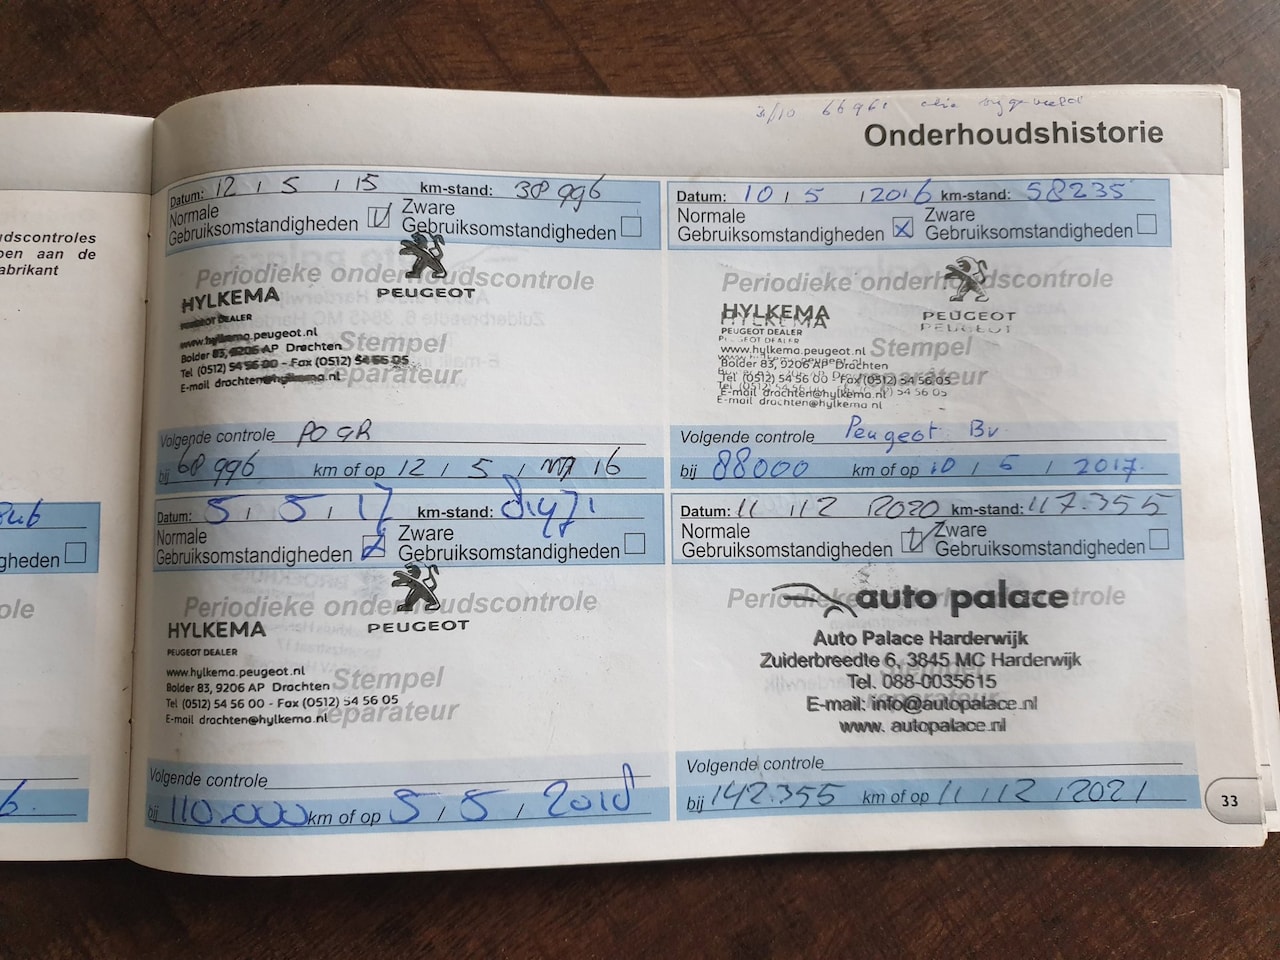 Onderhoudshistorie
udscontroles
en aan de
abrikant
gheden
Datum: 12 / 5 / 15 km-stand: 38 996
Normale
Gebruiksomstandigheden
Zware
Gebruiksomstandigheden
Periodieke onderhoudscontrole
PEUGEOT
HYLKEMA
PEUGEOT DEALER
www.hylkema.peugeot.nl
Bolder 83, 9206 AP Drachten
Tel (0512) 54 56 00 - Fax (0512) 54 56 05
E-mail drachten@hylkema.nl
Stempel
reparateur
Volgende controle
bij 68 996 km of op 12 / 5 / 16
Datum: 10 / 5 / 2016 km-stand: 58235
Normale
Gebruiksomstandigheden
Zware
Gebruiksomstandigheden
Periodieke onderhoudscontrole
PEUGEOT
HYLKEMA
PEUGEOT DEALER
www.hylkema.peugeot.nl
Bolder 83, 9206 AP Drachten
Tel (0512) 54 56 00 - Fax (0512) 54 56 05
E-mail drachten@hylkema.nl
Stempel
reparateur
Volgende controle Peugeot Bv
bij 88000 km of op 10 / 5 / 2017
Datum: 5 / 5 / 17 km-stand: 81471
Normale
Gebruiksomstandigheden
Zware
Gebruiksomstandigheden
Periodieke onderhoudscontrole
PEUGEOT
HYLKEMA
PEUGEOT DEALER
www.hylkema.peugeot.nl
Bolder 83, 9206 AP Drachten
Tel (0512) 54 56 00 - Fax (0512) 54 56 05
E-mail drachten@hylkema.nl
Stempel
reparateur
Volgende controle
bij 110.000 km of op 5 / 5 / 2018
Datum: 11 / 12 / 2020 km-stand: 117.355
Normale
Gebruiksomstandigheden
Zware
Gebruiksomstandigheden
Periodieke onderhoudscontrole
auto palace
Auto Palace Harderwijk
Zuiderbreedte 6, 3845 MC Harderwijk
Tel. 088-0035615
E-mail: info@autopalace.nl
www. autopalace.nl
Stempel
reparateur
Volgende controle
bij 142.355 km of op 11 / 12 / 2021
33